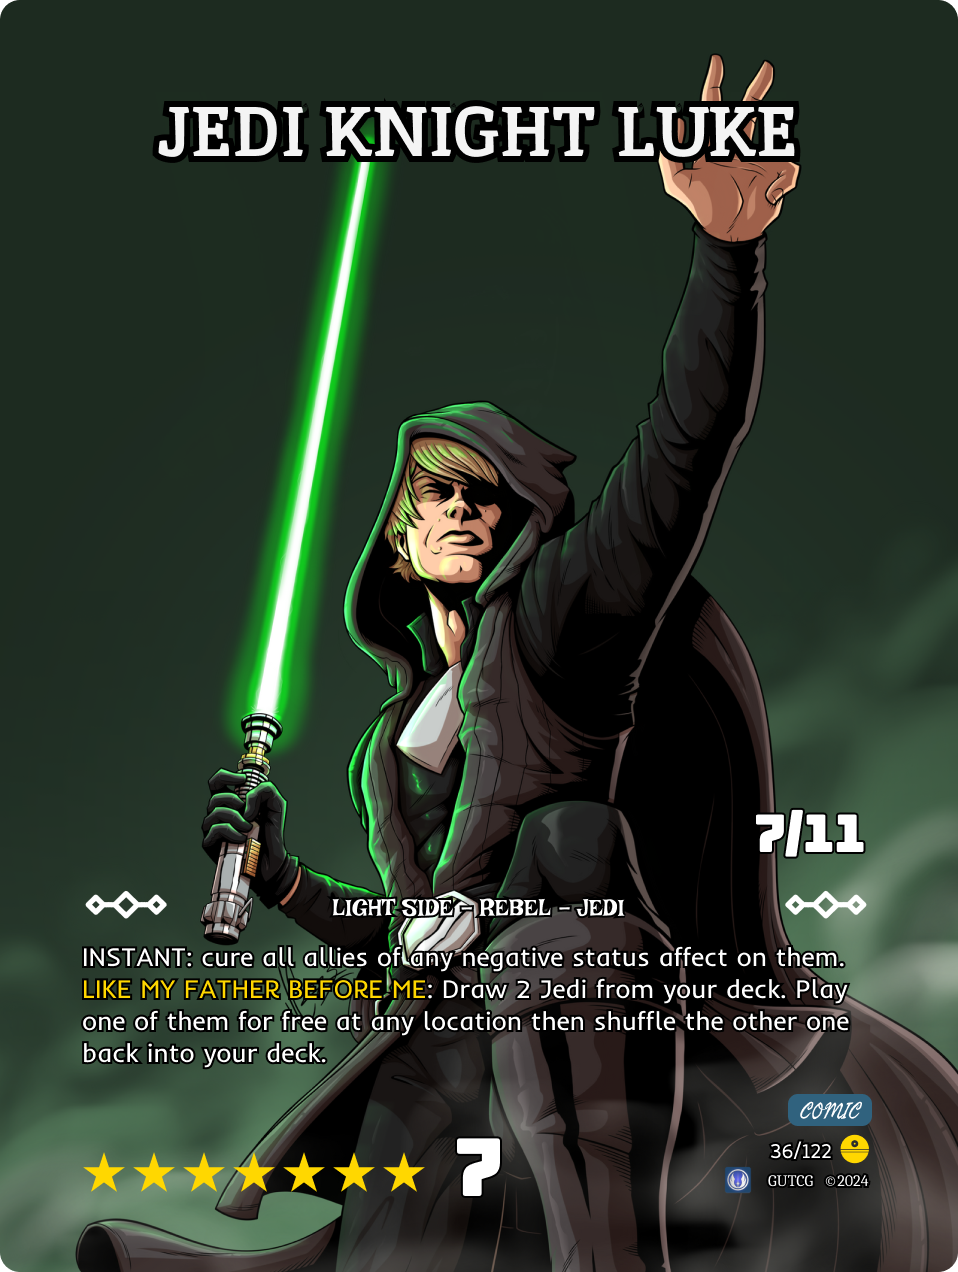 JEDI KNIGHT LUKE
7/11
LIGHT SIDE – REBEL – JEDI
INSTANT: cure all allies of any negative status affect on them.
LIKE MY FATHER BEFORE ME: Draw 2 Jedi from your deck. Play
one of them for free at any location then shuffle the other one
back into your deck.
COMIC
36/122
7
GUTCG ©2024